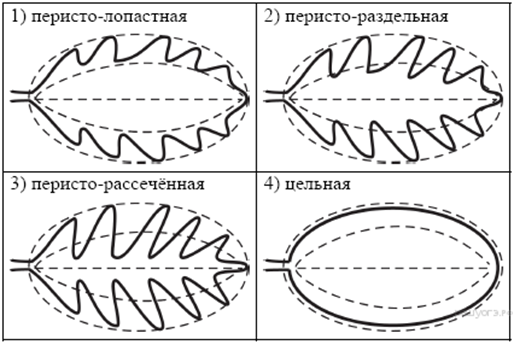 1) перисто-лопастная
2) перисто-раздельная
3) перисто-рассечённая
4) цельная